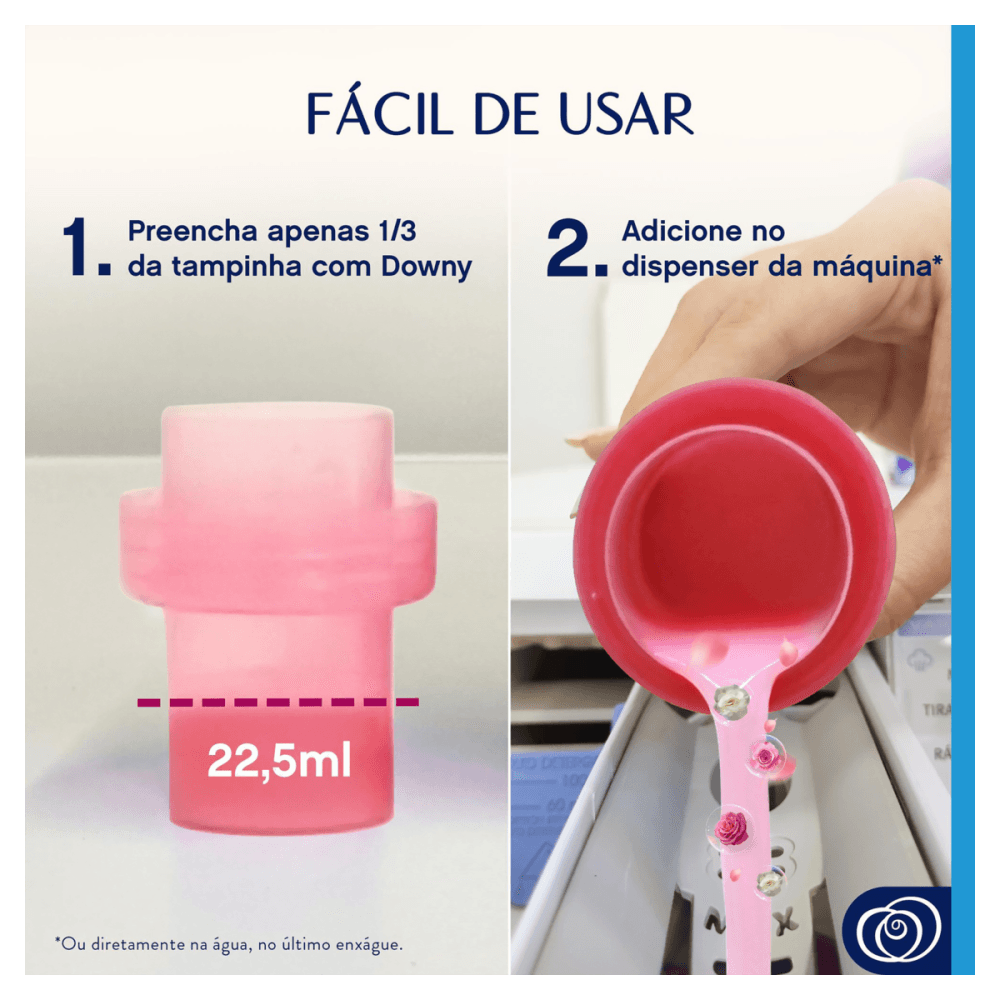 FÁCIL DE USAR
1. Preencha apenas 1/3
da tampinha com Downy
2. Adicione no
dispenser da máquina*
22,5ml
TIRA
*Ou diretamente na água, no último enxágue.